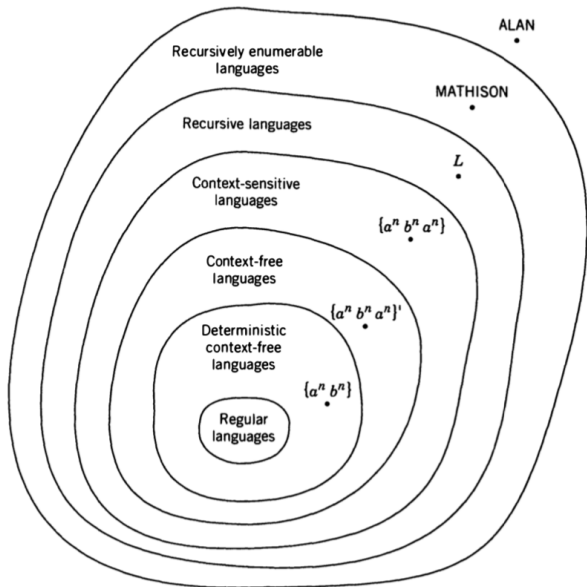 ALAN
Recursively enumerable
languages
MATHISON
Recursive languages
L
Context-sensitive
languages
{aⁿ bⁿ aⁿ}
Context-free
languages
{aⁿ bⁿ aⁿ}'
Deterministic
context-free
languages
{aⁿ bⁿ}
Regular
languages